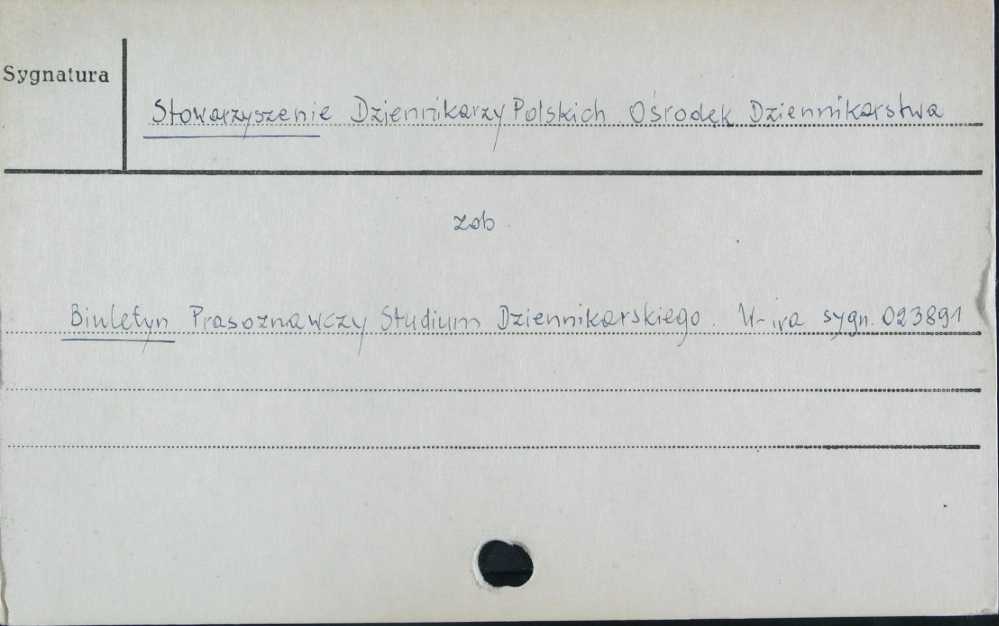 Sygnatura
Stowarzyszenie Dziennikarzy Polskich Ośrodek Dziennikarstwa
zob.
Biuletyn Prasoznawczy Studium Dziennikarskiego. W-wa sygn. 023891